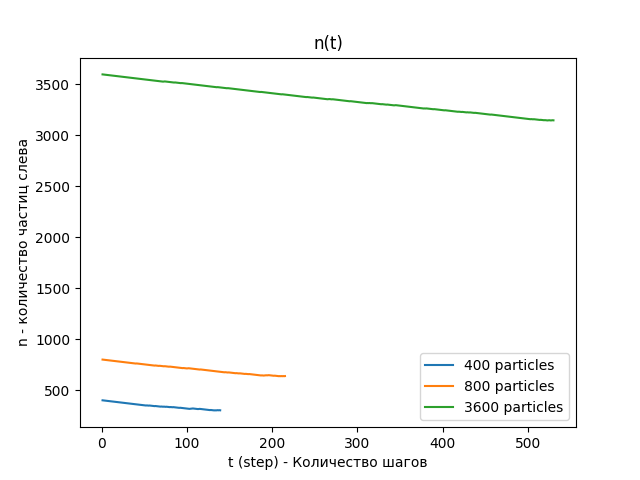 n(t)
n - количество частиц слева
3500
3000
2500
2000
1500
1000
500
0
100
200
300
400
500
t (step) - Количество шагов
400 particles
800 particles
3600 particles